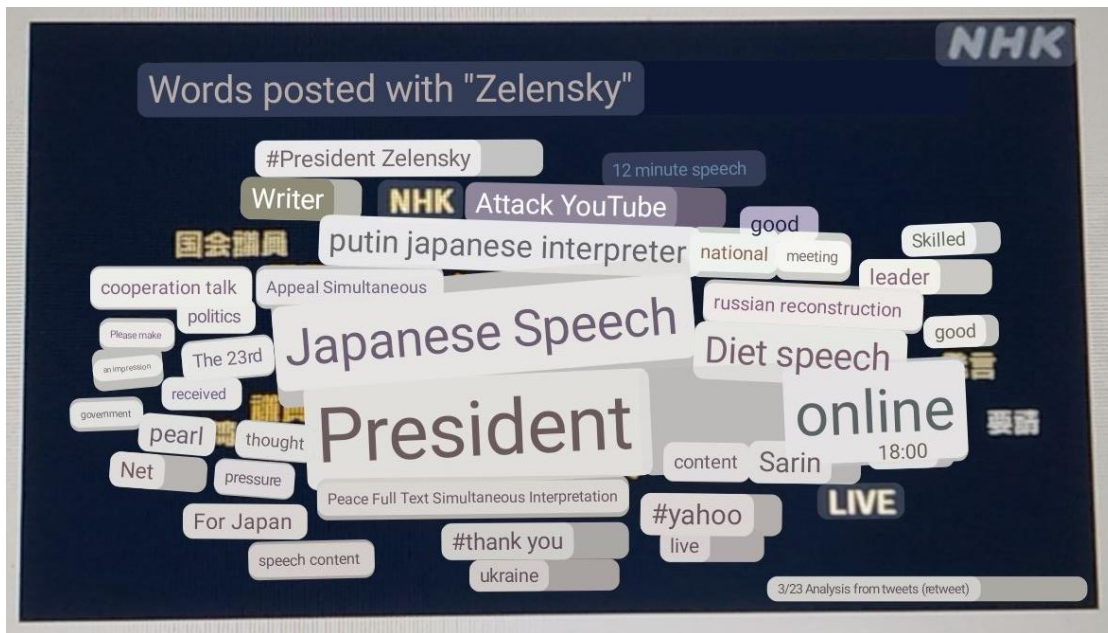 NHK
Words posted with "Zelensky"
#President Zelensky
12 minute speech
Writer
NHK
Attack YouTube
good
国会議員
putin japanese interpreter
national
meeting
Skilled
cooperation talk
Appeal Simultaneous
leader
politics
russian reconstruction
Please make
Japanese Speech
good
an impression
The 23rd
Diet speech
言
received
government
President
online
要請
pearl
thought
18:00
Net
pressure
content
Sarin
Peace Full Text Simultaneous Interpretation
LIVE
For Japan
#yahoo
#thank you
live
speech content
ukraine
3/23 Analysis from tweets (retweet)